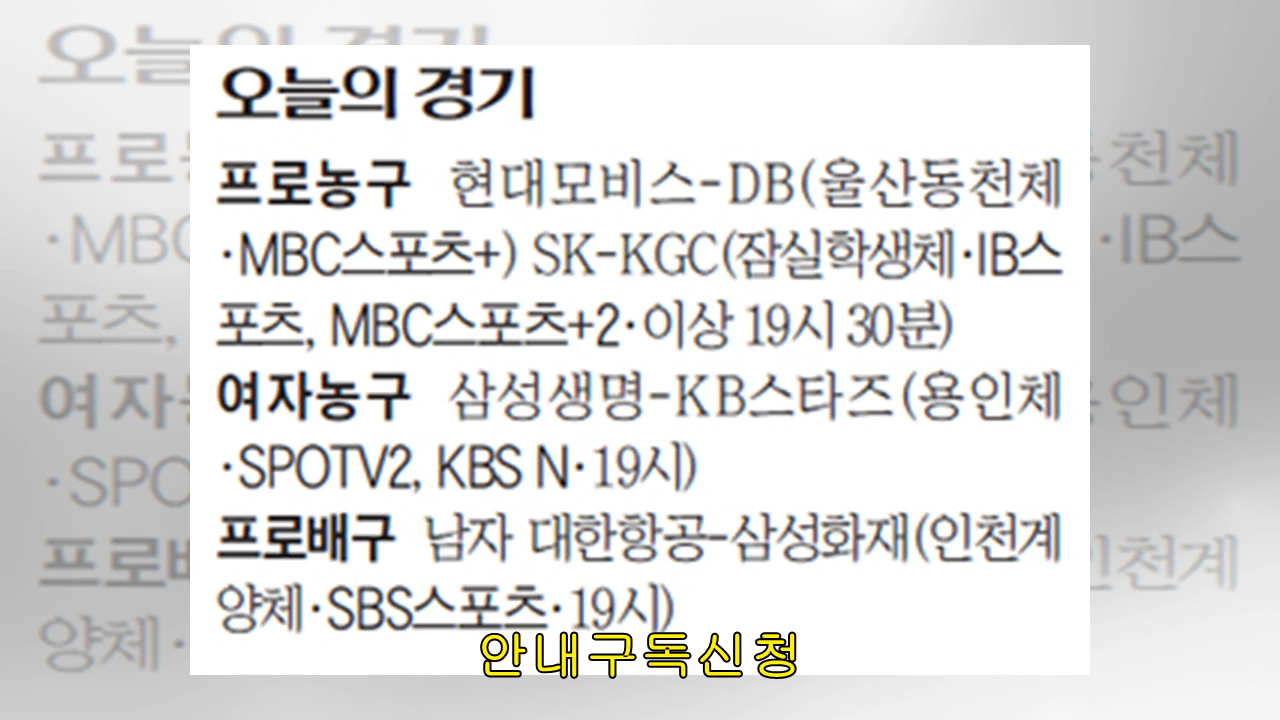 오늘의 경기
프로농구 현대모비스-DB(울산동천체
·MBC스포츠+) SK-KGC(잠실학생체·IB스
포츠, MBC스포츠+2·이상 19시 30분)
여자농구 삼성생명-KB스타즈(용인체
·SPOTV2, KBS N·19시)
프로배구 남자 대한항공-삼성화재(인천계
양체·SBS스포츠·19시)
안내구독신청